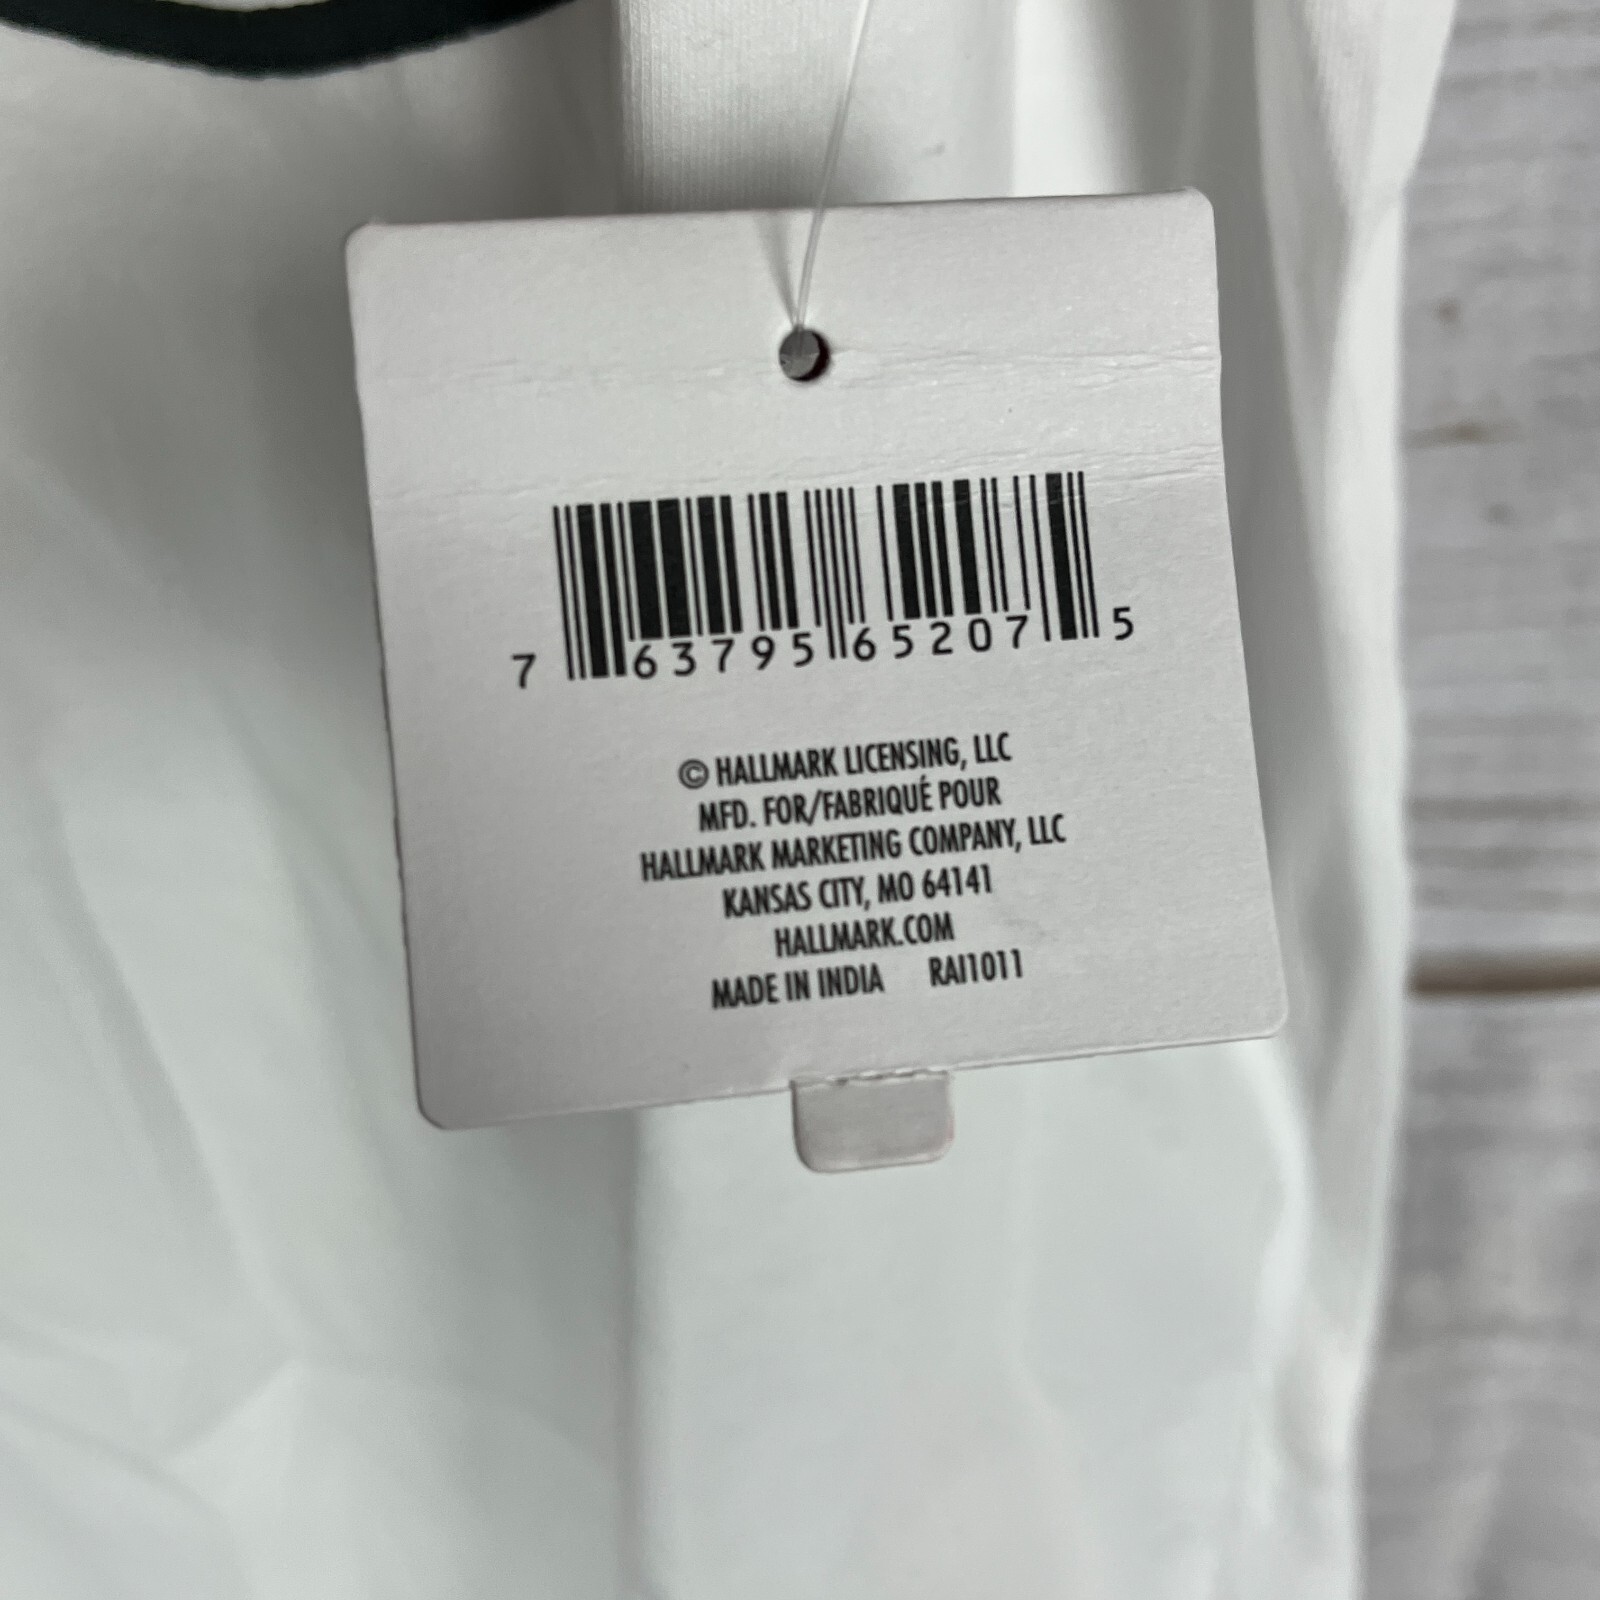 7 63795 65207 5
© HALLMARK LICENSING, LLC
MFD. FOR/FABRIQUÉ POUR
HALLMARK MARKETING COMPANY, LLC
KANSAS CITY, MO 64141
HALLMARK.COM
MADE IN INDIA RAI1011